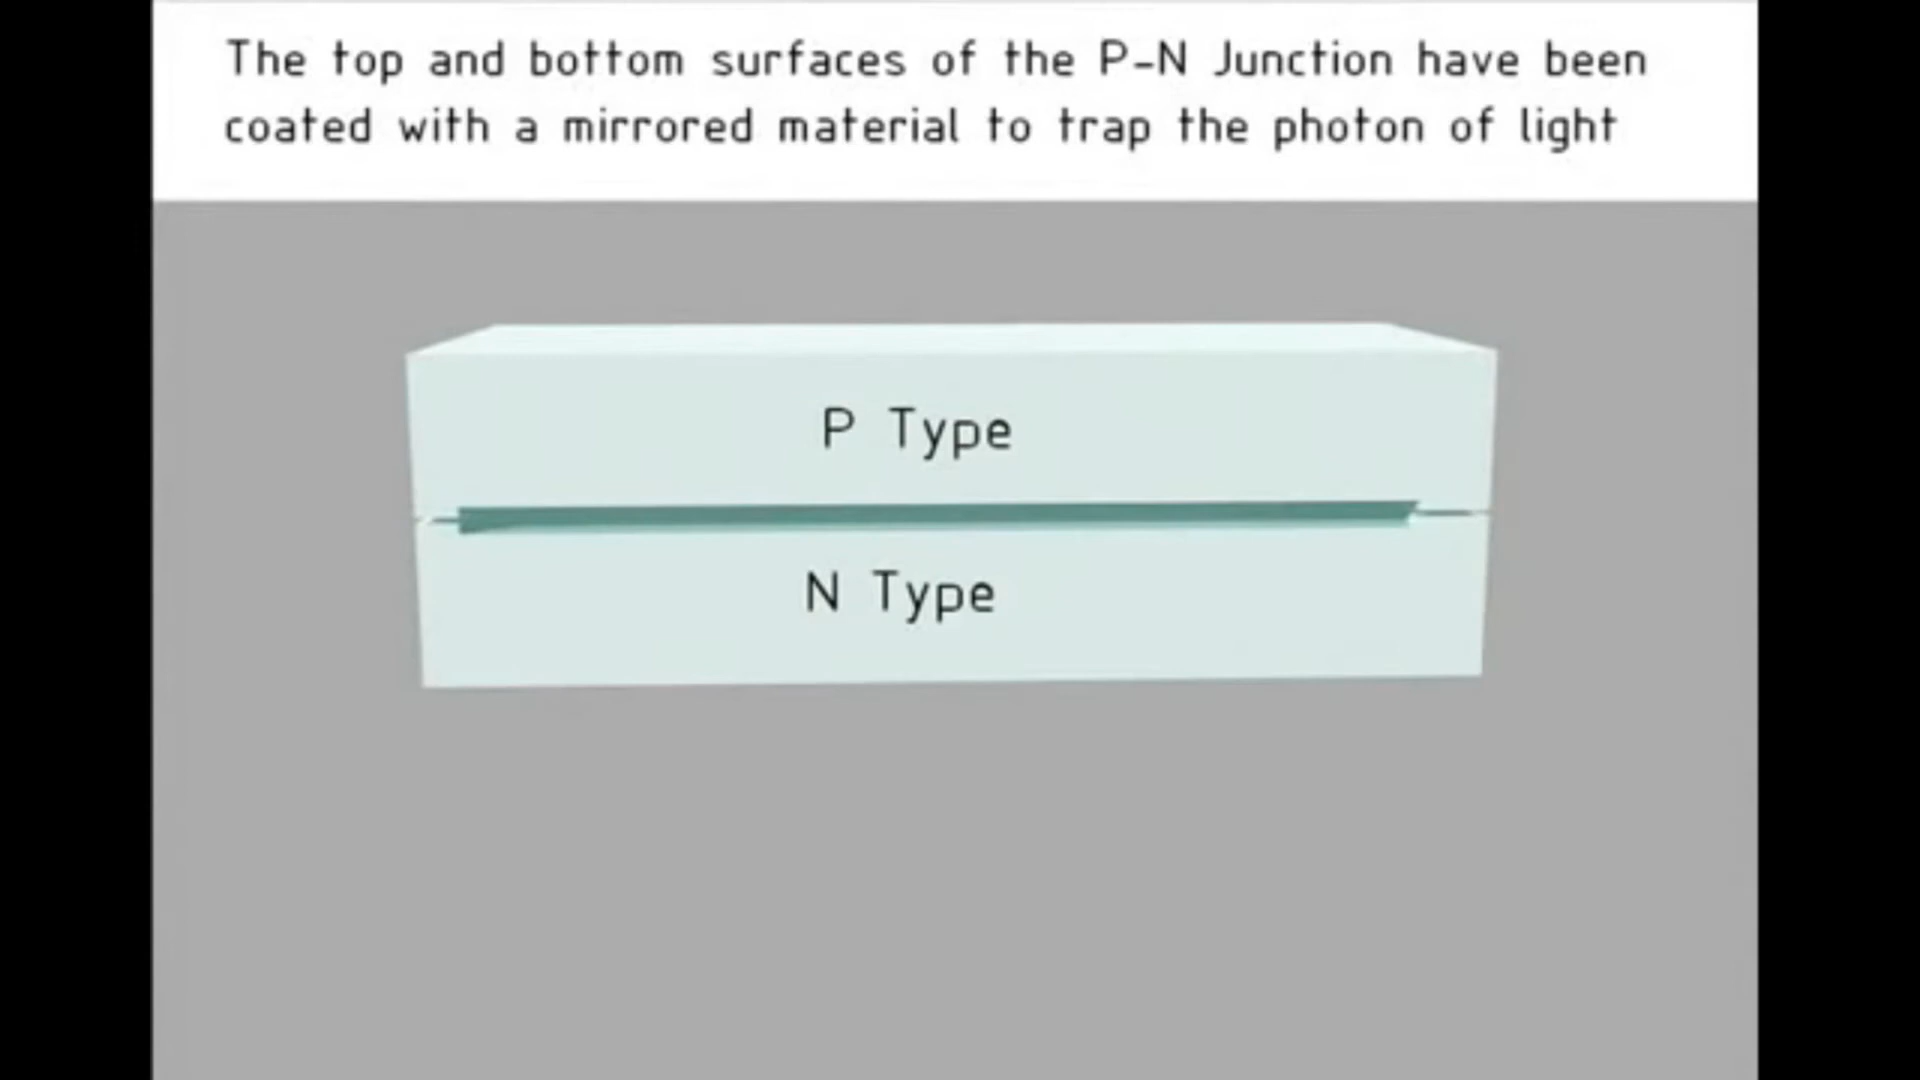 The top and bottom surfaces of the P-N Junction have been
coated with a mirrored material to trap the photon of light
P Type
N Type